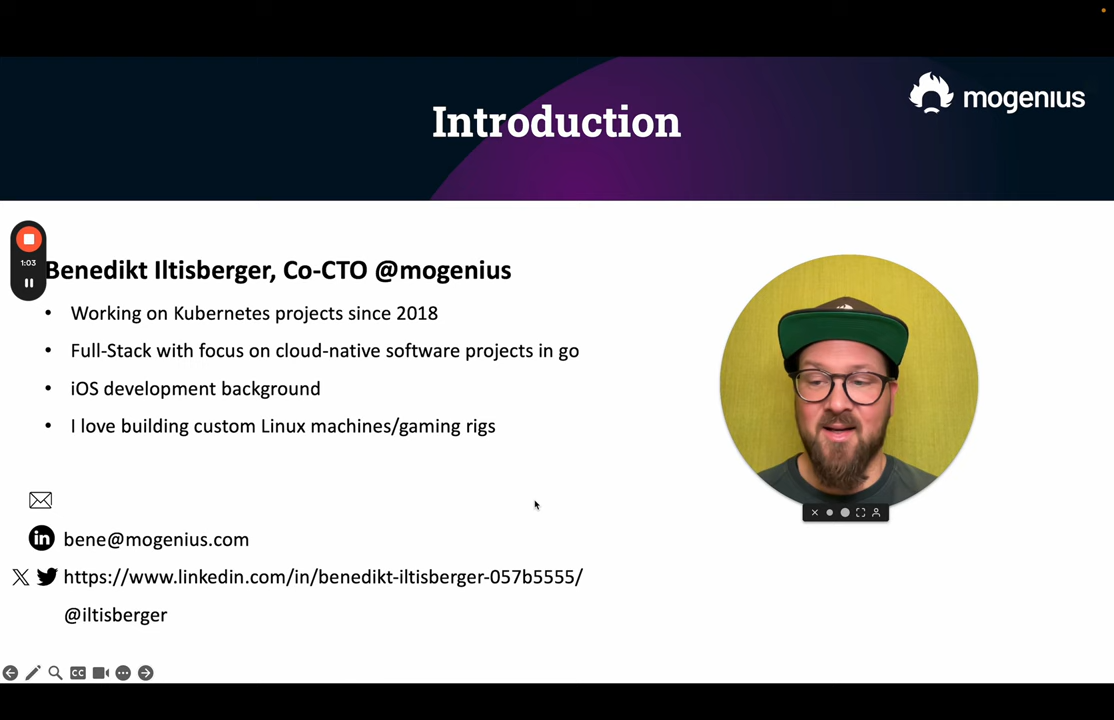 mogenius
Introduction
1:03
Benedikt Iltisberger, Co-CTO @mogenius
• Working on Kubernetes projects since 2018
• Full-Stack with focus on cloud-native software projects in go
• iOS development background
• I love building custom Linux machines/gaming rigs
in
bene@mogenius.com
X
https://www.linkedin.com/in/benedikt-iltisberger-057b5555/
@iltisberger
CC